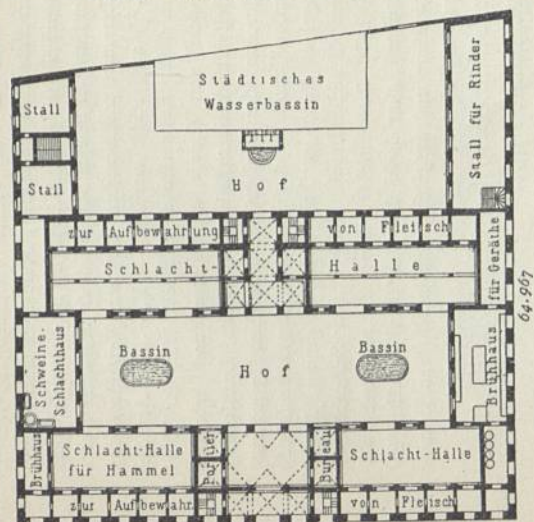 Städtisches
Wasserbassin
Stall
Stall für Rinder
Stall
Hof
zur Aufbewahrung von Fleisch
für Geräthe
Schlacht-Halle
64.967
Schweine-
Schlachthaus
Bassin
Hof
Bassin
Brühhaus
Brühhaus
Schlacht-Halle
für Hammel
Portier
Bureau
Schlacht-Halle
zur Aufbewahr. von Fleisch